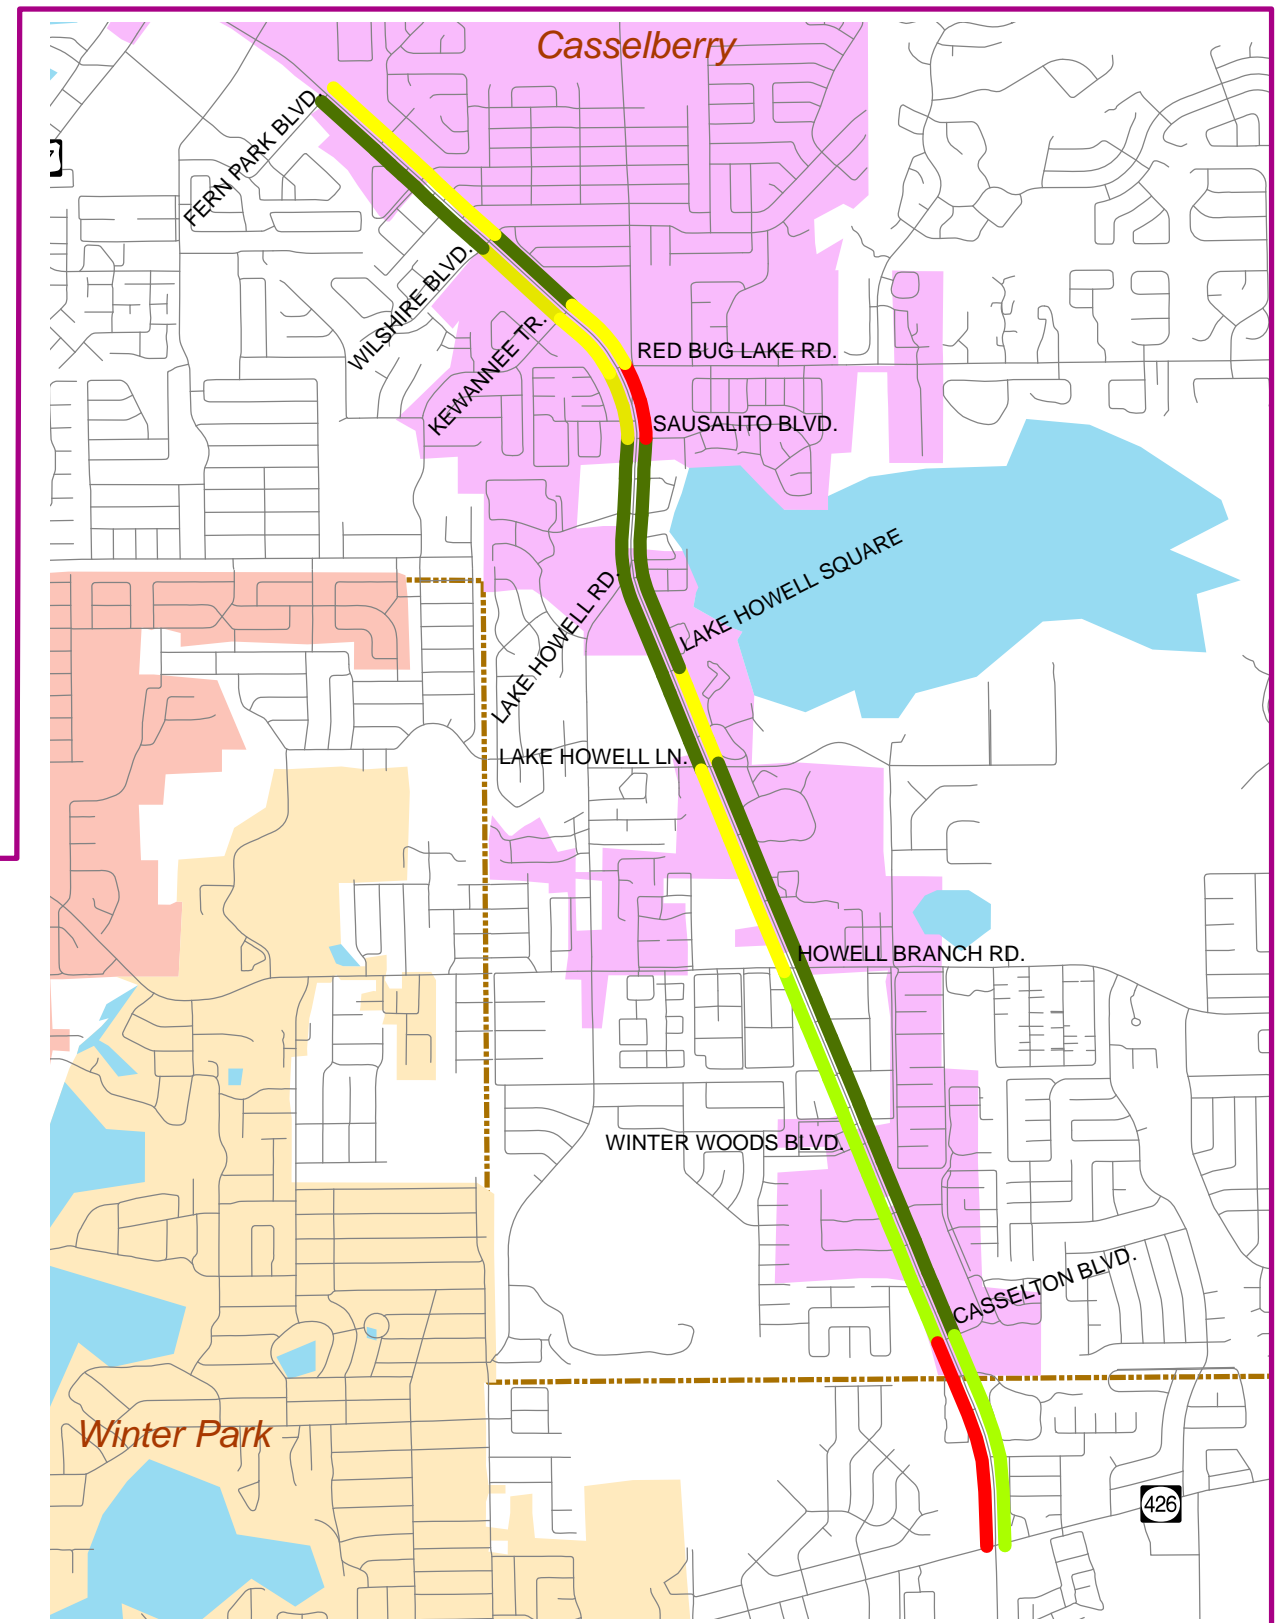 Casselberry
FERN PARK BLVD.
WILSHIRE BLVD.
KEWANNEE TR.
RED BUG LAKE RD.
SAUSALITO BLVD.
LAKE HOWELL SQUARE
LAKE HOWELL RD.
LAKE HOWELL LN.
HOWELL BRANCH RD.
WINTER WOODS BLVD.
CASSELTON BLVD.
Winter Park
426